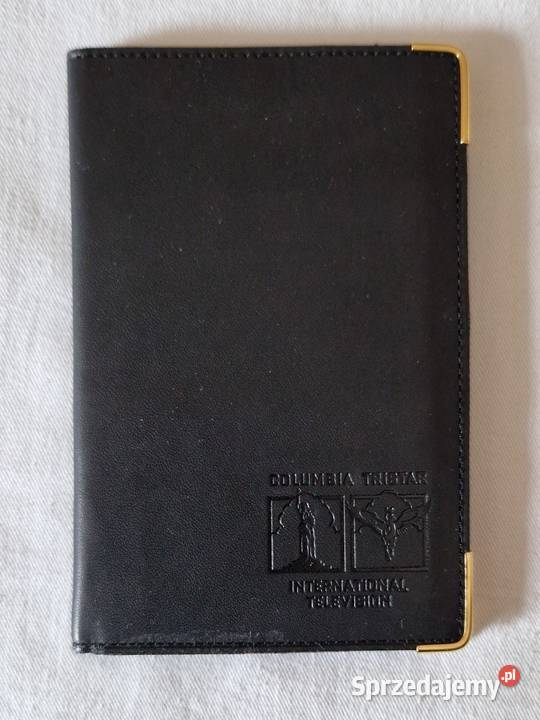 COLUMBIA TRISTAR
INTERNATIONAL
TELEVISION
Sprzedajemy.pl